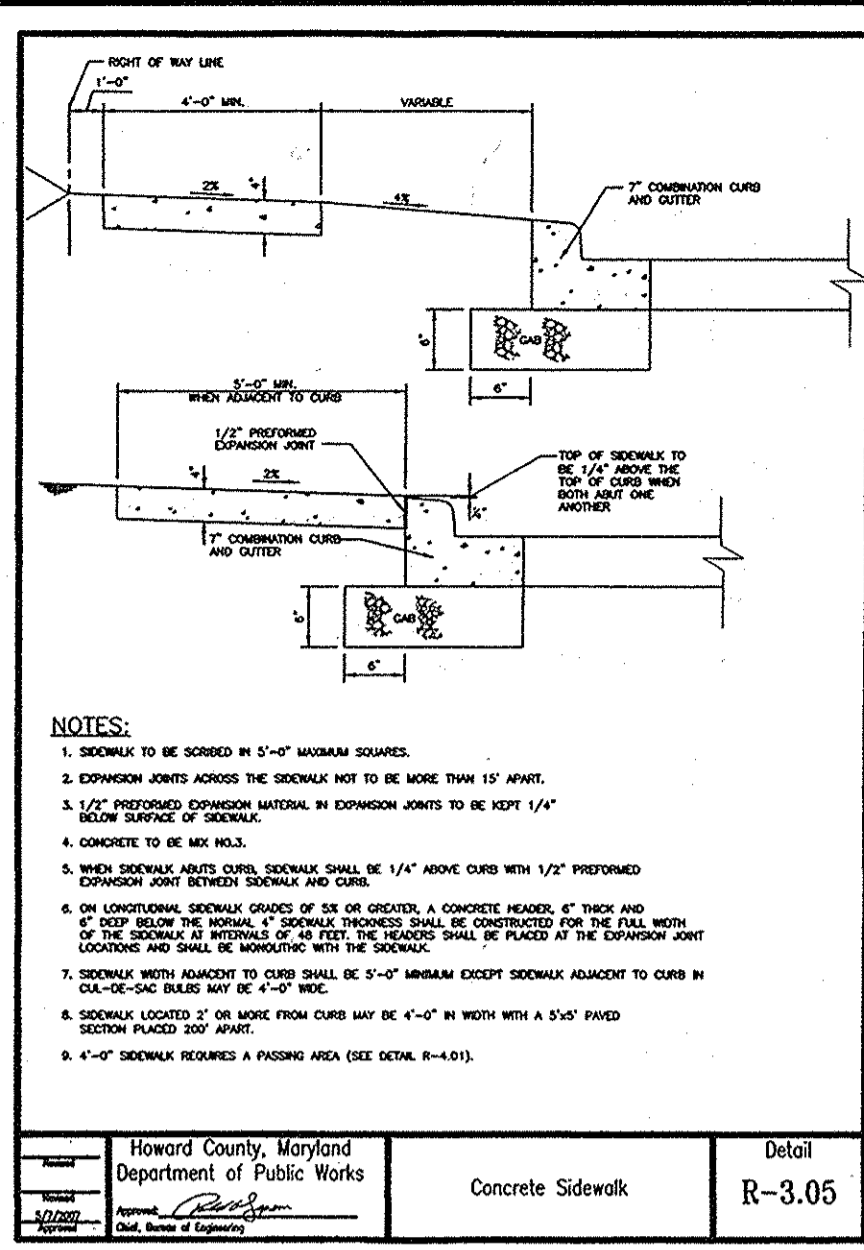 RIGHT OF WAY LINE
1'-0"
4'-0" MIN.
VARIABLE
2%
4"
4%
7" COMBINATION CURB
AND GUTTER
6"
GAB
6"
5'-0" MIN.
WHEN ADJACENT TO CURB
1/2" PREFORMED
EXPANSION JOINT
4"
2%
TOP OF SIDEWALK TO
BE 1/4" ABOVE THE
TOP OF CURB WHEN
BOTH ABUT ONE
ANOTHER
1/4"
7" COMBINATION CURB
AND GUTTER
6"
GAB
6"
NOTES:
1. SIDEWALK TO BE SCRIBED IN 5'-0" MAXIMUM SQUARES.
2. EXPANSION JOINTS ACROSS THE SIDEWALK NOT TO BE MORE THAN 15' APART.
3. 1/2" PREFORMED EXPANSION MATERIAL IN EXPANSION JOINTS TO BE KEPT 1/4"
BELOW SURFACE OF SIDEWALK.
4. CONCRETE TO BE MIX NO.3.
5. WHEN SIDEWALK ABUTS CURB, SIDEWALK SHALL BE 1/4" ABOVE CURB WITH 1/2" PREFORMED
EXPANSION JOINT BETWEEN SIDEWALK AND CURB.
6. ON LONGITUDINAL SIDEWALK GRADES OF 5% OR GREATER, A CONCRETE HEADER, 6" THICK AND
6" DEEP BELOW THE NORMAL 4" SIDEWALK THICKNESS SHALL BE CONSTRUCTED FOR THE FULL WIDTH
OF THE SIDEWALK AT INTERVALS OF 48 FEET. THE HEADERS SHALL BE PLACED AT THE EXPANSION JOINT
LOCATIONS AND SHALL BE MONOLITHIC WITH THE SIDEWALK.
7. SIDEWALK WIDTH ADJACENT TO CURB SHALL BE 5'-0" MINIMUM EXCEPT SIDEWALK ADJACENT TO CURB IN
CUL-DE-SAC BULBS MAY BE 4'-0" WIDE.
8. SIDEWALK LOCATED 2' OR MORE FROM CURB MAY BE 4'-0" IN WIDTH WITH A 5'x5' PAVED
SECTION PLACED 200' APART.
9. 4'-0" SIDEWALK REQUIRES A PASSING AREA (SEE DETAIL R-4.01).
Revised
Revised
5/7/2007
Approved
Howard County, Maryland
Department of Public Works
Approved:
Chief, Bureau of Engineering
Concrete Sidewalk
Detail
R-3.05